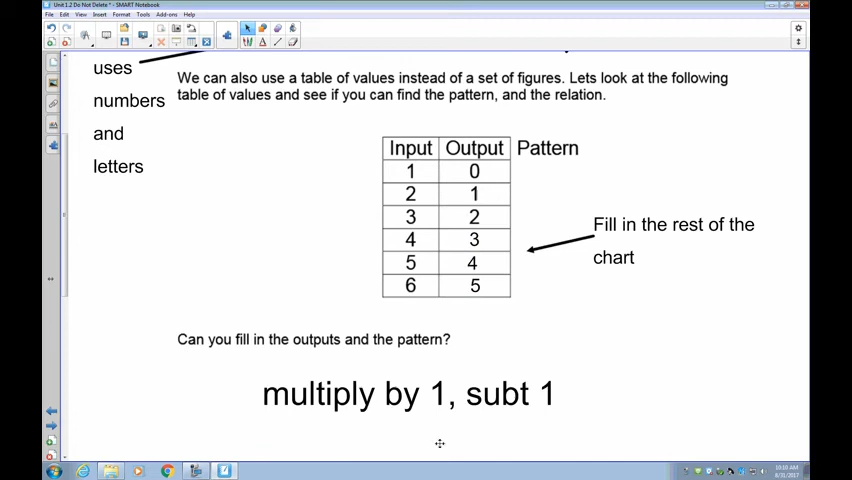 Unit 1.2 Do Not Delete * - SMART Notebook
File Edit View Insert Format Tools Add-ons Help
uses
numbers
and
letters
We can also use a table of values instead of a set of figures. Lets look at the following
table of values and see if you can find the pattern, and the relation.
Input Output Pattern
1 0
2 1
3 2
4 3
5 4
6 5
Fill in the rest of the
chart
Can you fill in the outputs and the pattern?
multiply by 1, subt 1
10:10 AM
8/31/2017